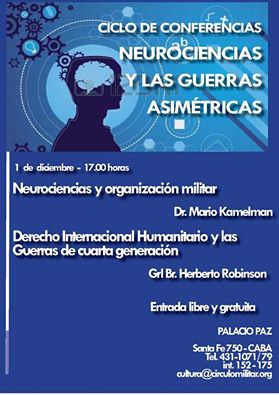 CICLO DE CONFERENCIAS
NEUROCIENCIAS
Y LAS GUERRAS
ASIMÉTRICAS
1 de diciembre - 17.00 horas
Neurociencias y organización militar
Dr. Mario Kamelman
Derecho Internacional Humanitario y las
Guerras de cuarta generación
Grl Br. Herberto Robinson
Entrada libre y gratuita
PALACIO PAZ
Santa Fe 750 - CABA
Tel. 431-1071/79
int. 152 - 175
cultura@circulomilitar.org